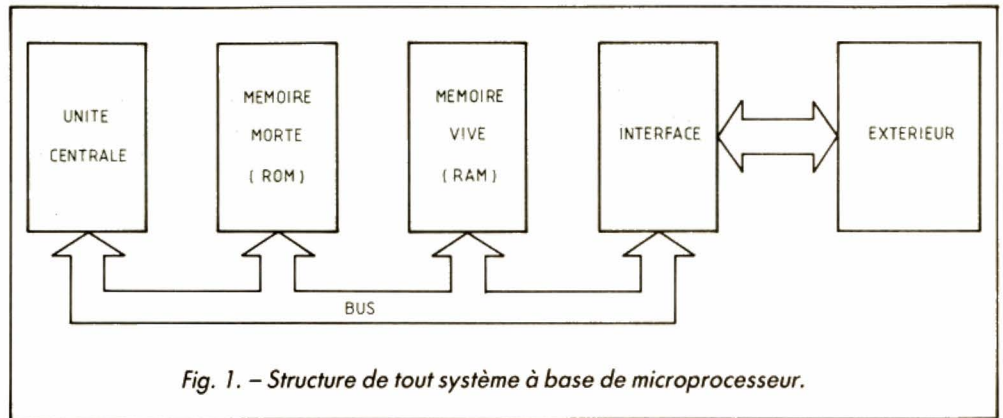 UNITE
CENTRALE
MEMOIRE
MORTE
( ROM )
MEMOIRE
VIVE
( RAM )
INTERFACE
EXTERIEUR
BUS
Fig. 1. – Structure de tout système à base de microprocesseur.